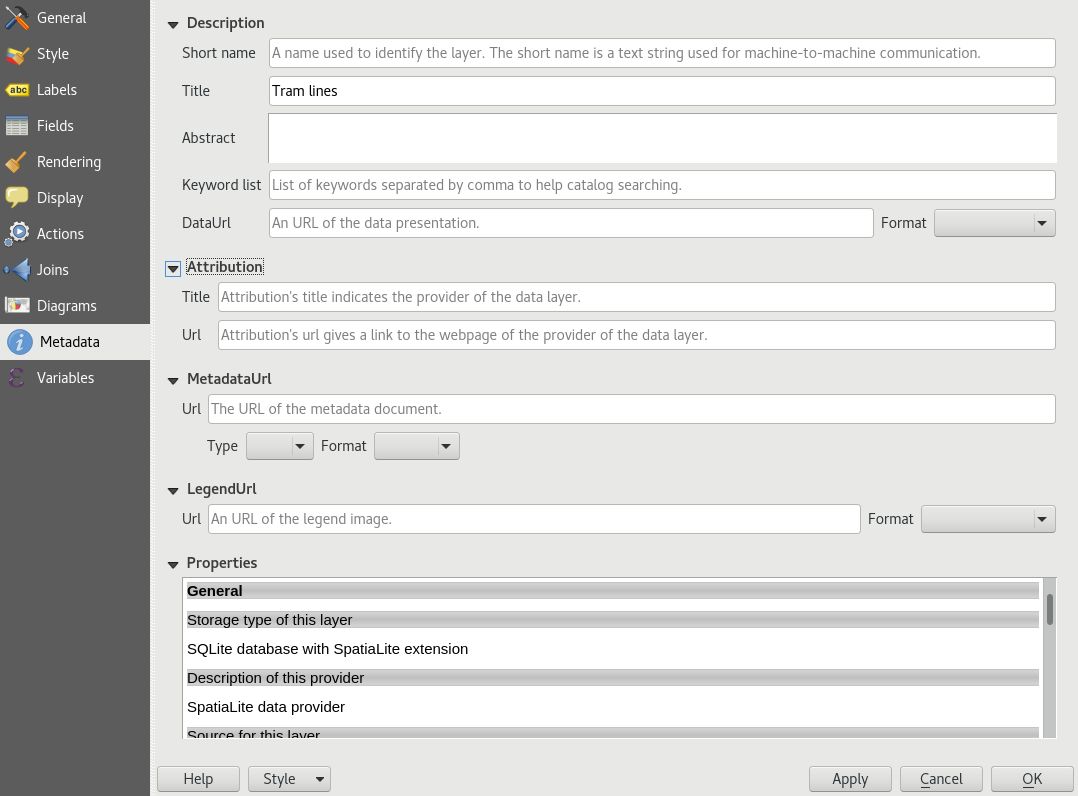 General
Style
abc Labels
Fields
Rendering
Display
Actions
Joins
Diagrams
Metadata
Variables
Description
Short name A name used to identify the layer. The short name is a text string used for machine-to-machine communication.
Title Tram lines
Abstract
Keyword list List of keywords separated by comma to help catalog searching.
DataUrl An URL of the data presentation. Format
Attribution
Title Attribution's title indicates the provider of the data layer.
Url Attribution's url gives a link to the webpage of the provider of the data layer.
MetadataUrl
Url The URL of the metadata document.
Type Format
LegendUrl
Url An URL of the legend image. Format
Properties
General
Storage type of this layer
SQLite database with SpatiaLite extension
Description of this provider
SpatiaLite data provider
Source for this layer
Help Style Apply Cancel OK